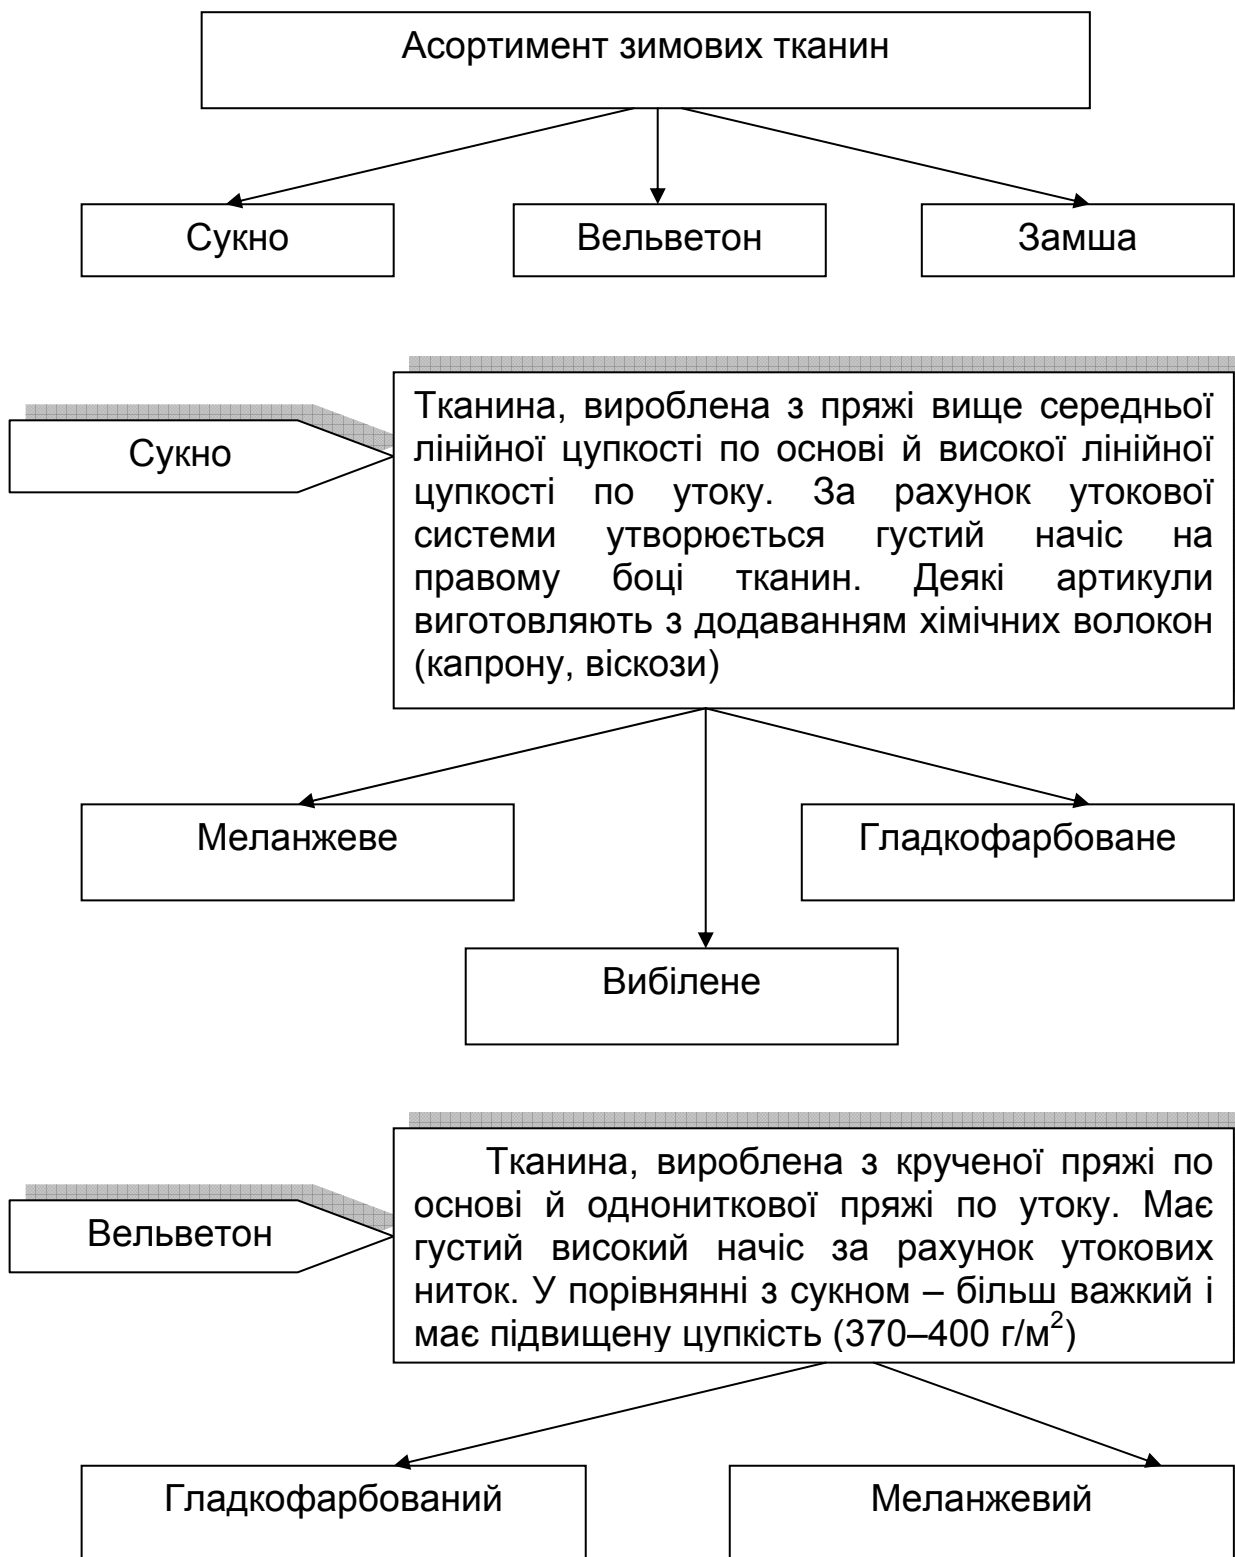 Асортимент зимових тканин
Сукно
Вельветон
Замша
Сукно
Тканина, вироблена з пряжі вище середньої
лінійної цупкості по основі й високої лінійної
цупкості по утоку. За рахунок утокової
системи утворюється густий начіс на
правому боці тканин. Деякі артикули
виготовляють з додаванням хімічних волокон
(капрону, віскози)
Меланжеве
Гладкофарбоване
Вибілене
Вельветон
Тканина, вироблена з крученої пряжі по
основі й однониткової пряжі по утоку. Має
густий високий начіс за рахунок утокових
ниток. У порівнянні з сукном – більш важкий і
має підвищену цупкість (370–400 г/м²)
Гладкофарбований
Меланжевий